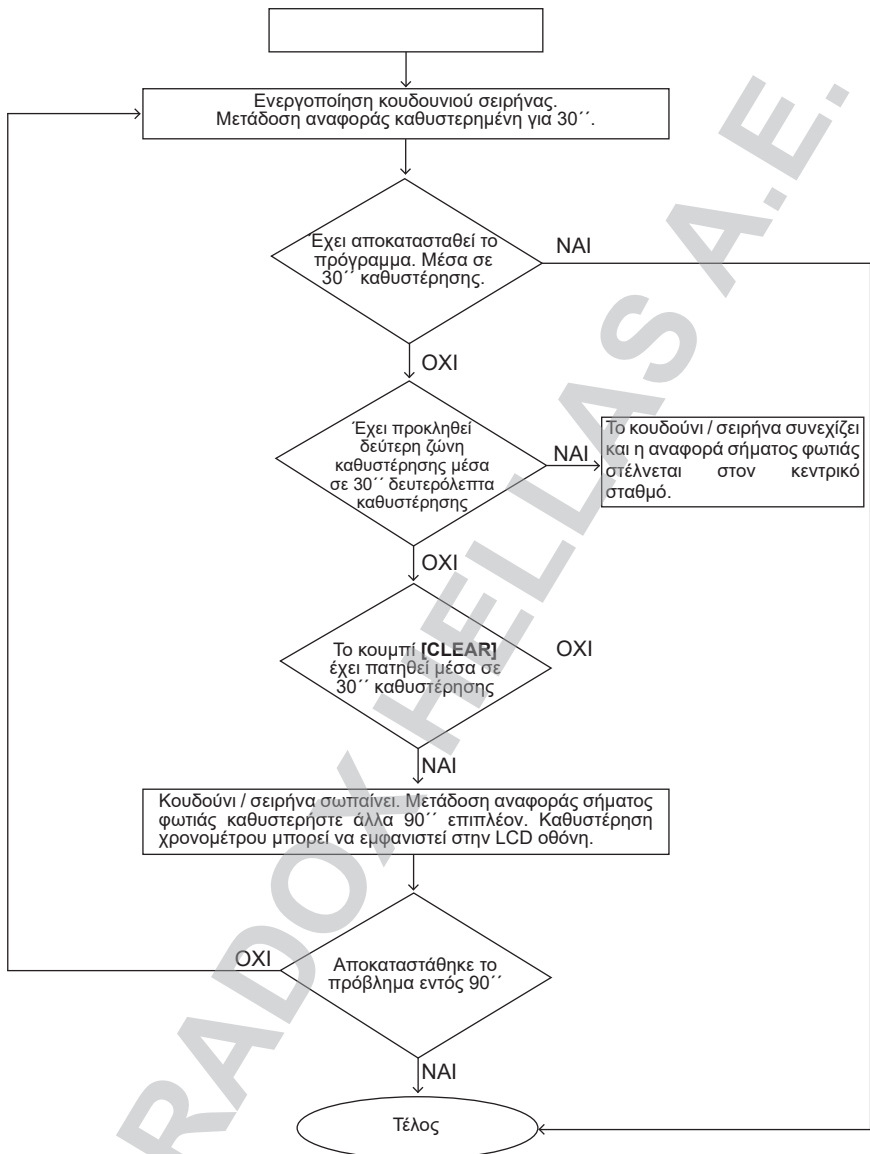 Ενεργοποίηση κουδουνιού σειρήνας.
Μετάδοση αναφοράς καθυστερημένη για 30΄΄.
Έχει αποκατασταθεί το
πρόγραμμα. Μέσα σε
30΄΄ καθυστέρησης.
ΝΑΙ
ΟΧΙ
Έχει προκληθεί
δεύτερη ζώνη
καθυστέρησης μέσα
σε 30΄΄ δευτερόλεπτα
καθυστέρησης
ΝΑΙ
Το κουδούνι / σειρήνα συνεχίζει
και η αναφορά σήματος φωτιάς
στέλνεται στον κεντρικό
σταθμό.
ΟΧΙ
Το κουμπί [CLEAR]
έχει πατηθεί μέσα σε
30΄΄ καθυστέρησης
ΟΧΙ
ΝΑΙ
Κουδούνι / σειρήνα σωπαίνει. Μετάδοση αναφοράς σήματος
φωτιάς καθυστερήστε άλλα 90΄΄ επιπλέον. Καθυστέρηση
χρονομέτρου μπορεί να εμφανιστεί στην LCD οθόνη.
ΟΧΙ
Αποκαταστάθηκε το
πρόβλημα εντός 90΄΄
ΝΑΙ
Τέλος
RADOX HELLAS A.E.